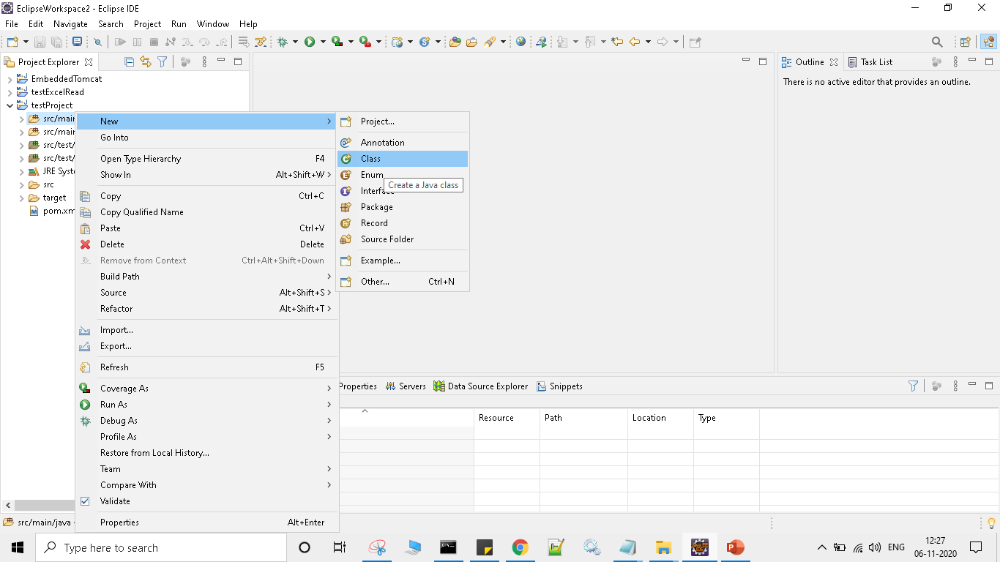 EclipseWorkspace2 - Eclipse IDE
File Edit Navigate Search Project Run Window Help
Project Explorer
Outline Task List
There is no active editor that provides an outline.
EmbeddedTomcat
testExcelRead
testProject
src/main
src/main
src/test/
src/test/
JRE Syst
src
target
pom.xm
New
Go Into
Open Type Hierarchy F4
Show In Alt+Shift+W
Copy Ctrl+C
Copy Qualified Name
Paste Ctrl+V
Delete Delete
Remove from Context Ctrl+Alt+Shift+Down
Build Path
Source Alt+Shift+S
Refactor Alt+Shift+T
Import...
Export...
Refresh F5
Coverage As
Run As
Debug As
Profile As
Restore from Local History...
Team
Compare With
Validate
Properties Alt+Enter
Project...
Annotation
Class
Enum
Create a Java class
Interface
Package
Record
Source Folder
Example...
Other... Ctrl+N
Properties Servers Data Source Explorer Snippets
Resource Path Location Type
src/main/java
Type here to search
ENG
12:27
06-11-2020